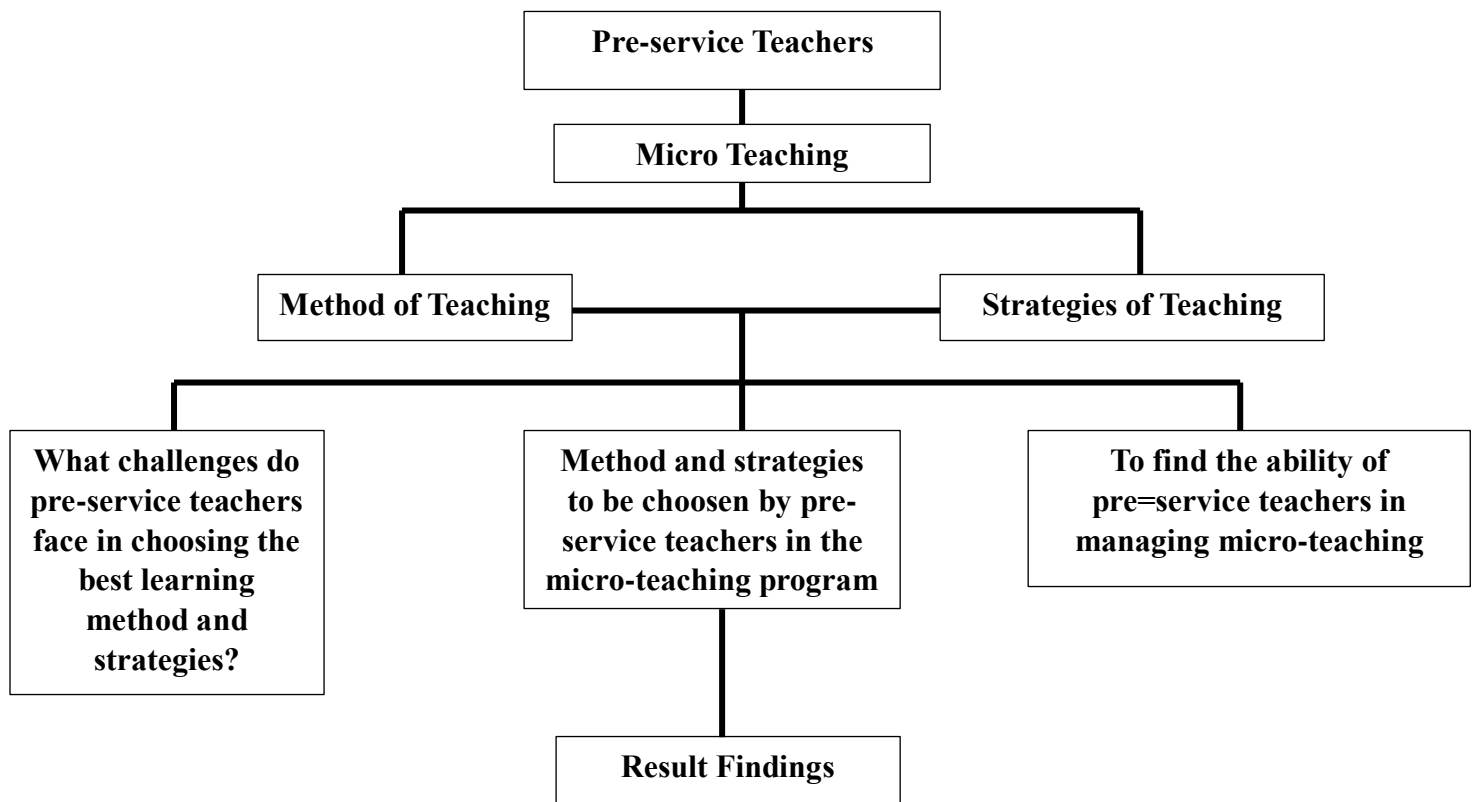 Pre-service Teachers
Micro Teaching
Method of Teaching
Strategies of Teaching
What challenges do
pre-service teachers
face in choosing the
best learning
method and
strategies?
Method and strategies
to be choosen by pre-
service teachers in the
micro-teaching program
To find the ability of
pre=service teachers in
managing micro-teaching
Result Findings